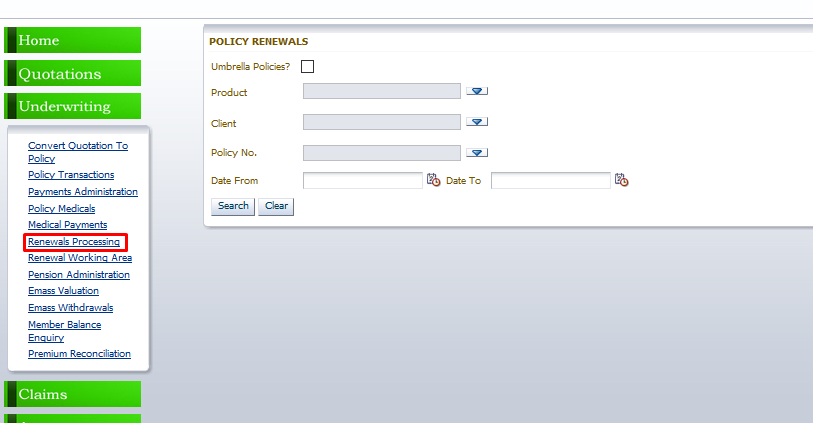 Home
Quotations
Underwriting
Convert Quotation To
Policy
Policy Transactions
Payments Administration
Policy Medicals
Medical Payments
Renewals Processing
Renewal Working Area
Pension Administration
Emass Valuation
Emass Withdrawals
Member Balance
Enquiry
Premium Reconciliation
Claims
POLICY RENEWALS
Umbrella Policies?
Product
Client
Policy No.
Date From Date To
Search Clear